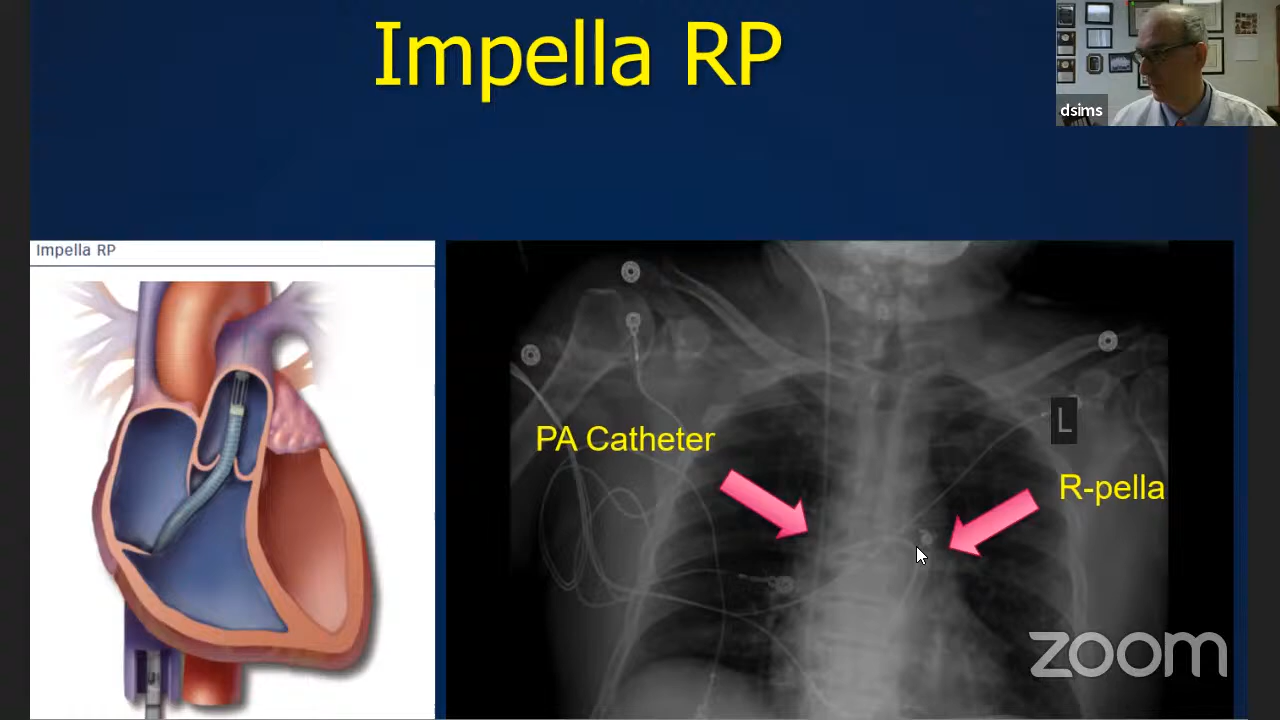 Impella RP
dsims
Impella RP
PA Catheter
L
R-pella
zoom